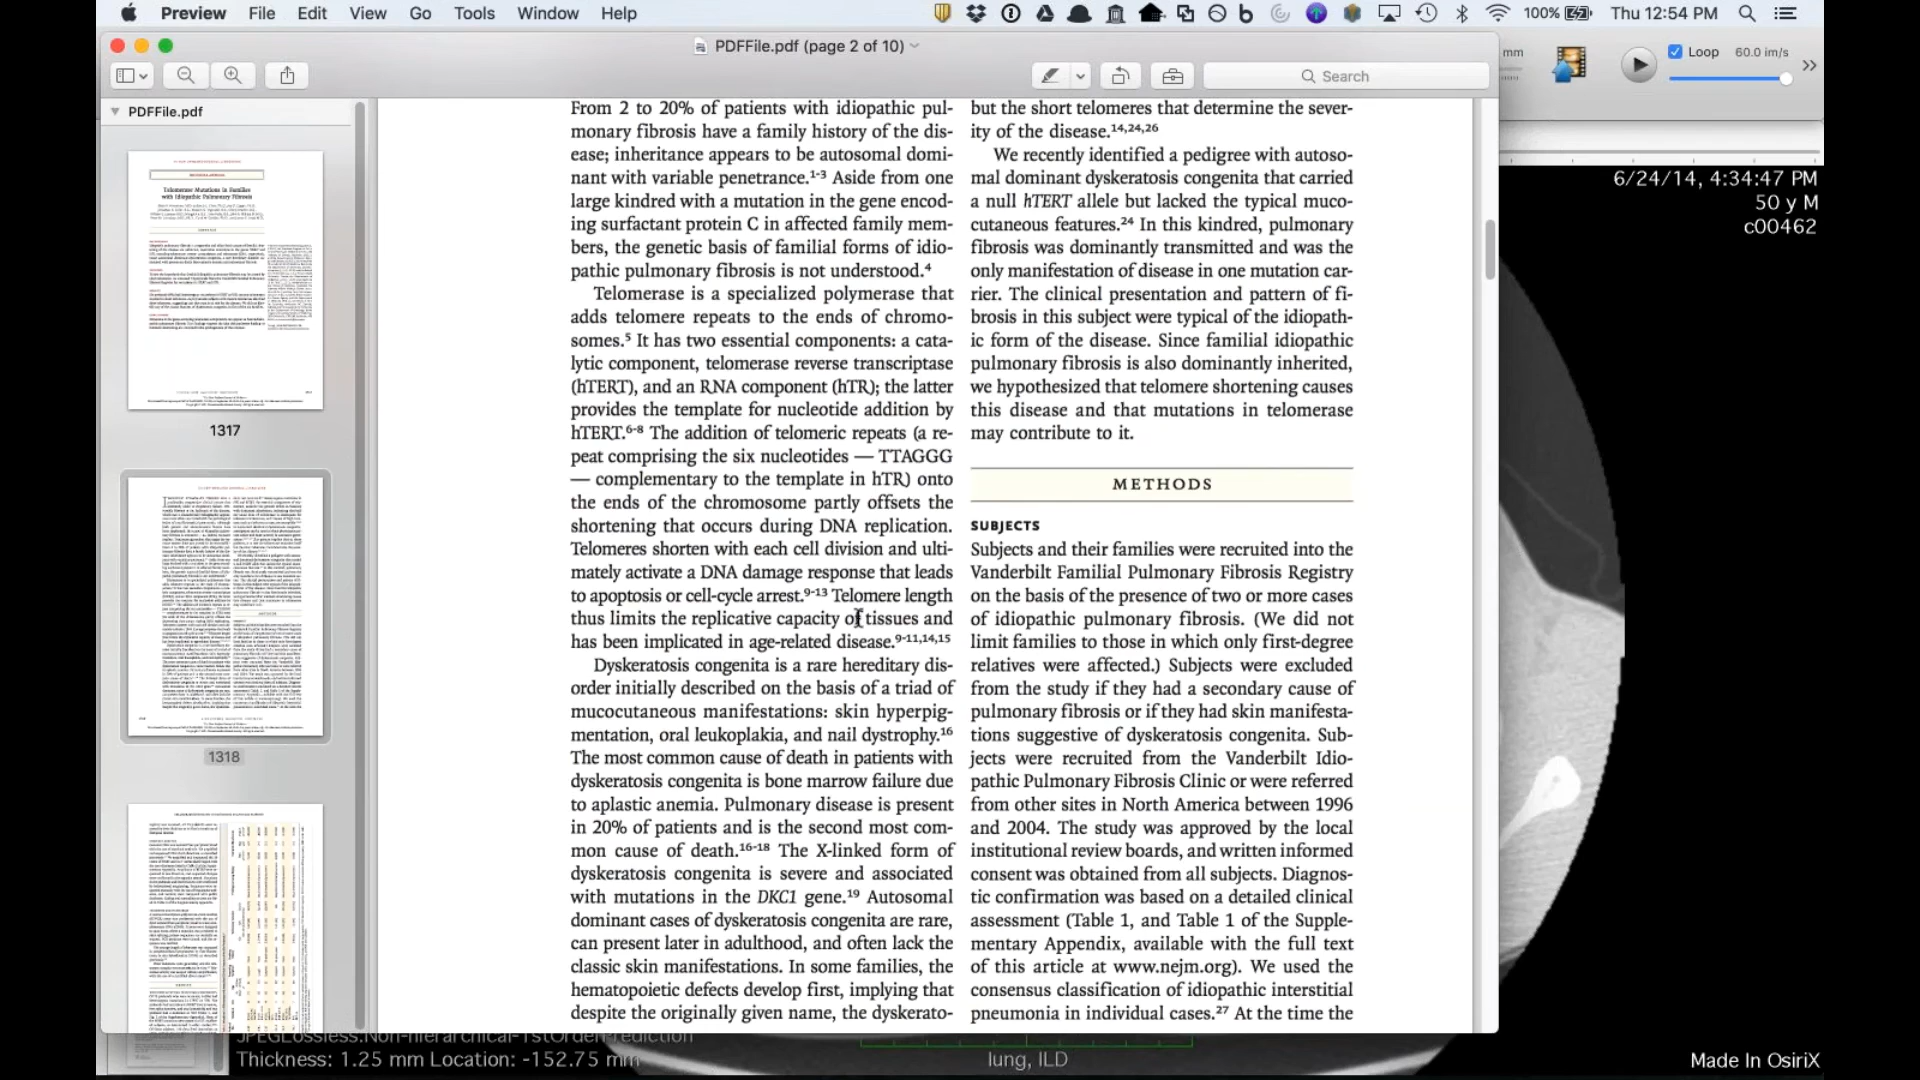 Preview File Edit View Go Tools Window Help
100%
Thu 12:54 PM
PDFFile.pdf (page 2 of 10)
Search
mm
Loop
60.0 im/s
PDFFile.pdf
Telomerase Mutations in Families
with Idiopathic Pulmonary Fibrosis
1317
1318
From 2 to 20% of patients with idiopathic pul-
monary fibrosis have a family history of the dis-
ease; inheritance appears to be autosomal domi-
nant with variable penetrance.1-3 Aside from one
large kindred with a mutation in the gene encod-
ing surfactant protein C in affected family mem-
bers, the genetic basis of familial forms of idio-
pathic pulmonary fibrosis is not understood.4
Telomerase is a specialized polymerase that
adds telomere repeats to the ends of chromo-
somes.5 It has two essential components: a cata-
lytic component, telomerase reverse transcriptase
(hTERT), and an RNA component (hTR); the latter
provides the template for nucleotide addition by
hTERT.6-8 The addition of telomeric repeats (a re-
peat comprising the six nucleotides — TTAGGG
— complementary to the template in hTR) onto
the ends of the chromosome partly offsets the
shortening that occurs during DNA replication.
Telomeres shorten with each cell division and ulti-
mately activate a DNA damage response that leads
to apoptosis or cell-cycle arrest.9-13 Telomere length
thus limits the replicative capacity of tissues and
has been implicated in age-related disease.9-11,14,15
Dyskeratosis congenita is a rare hereditary dis-
order initially described on the basis of a triad of
mucocutaneous manifestations: skin hyperpig-
mentation, oral leukoplakia, and nail dystrophy.16
The most common cause of death in patients with
dyskeratosis congenita is bone marrow failure due
to aplastic anemia. Pulmonary disease is present
in 20% of patients and is the second most com-
mon cause of death.16-18 The X-linked form of
dyskeratosis congenita is severe and associated
with mutations in the DKC1 gene.19 Autosomal
dominant cases of dyskeratosis congenita are rare,
can present later in adulthood, and often lack the
classic skin manifestations. In some families, the
hematopoietic defects develop first, implying that
despite the originally given name, the dyskerato-
but the short telomeres that determine the sever-
ity of the disease.14,24,26
We recently identified a pedigree with autoso-
mal dominant dyskeratosis congenita that carried
a null hTERT allele but lacked the typical muco-
cutaneous features.24 In this kindred, pulmonary
fibrosis was dominantly transmitted and was the
only manifestation of disease in one mutation car-
rier. The clinical presentation and pattern of fi-
brosis in this subject were typical of the idiopath-
ic form of the disease. Since familial idiopathic
pulmonary fibrosis is also dominantly inherited,
we hypothesized that telomere shortening causes
this disease and that mutations in telomerase
may contribute to it.
METHODS
SUBJECTS
Subjects and their families were recruited into the
Vanderbilt Familial Pulmonary Fibrosis Registry
on the basis of the presence of two or more cases
of idiopathic pulmonary fibrosis. (We did not
limit families to those in which only first-degree
relatives were affected.) Subjects were excluded
from the study if they had a secondary cause of
pulmonary fibrosis or if they had skin manifesta-
tions suggestive of dyskeratosis congenita. Sub-
jects were recruited from the Vanderbilt Idio-
pathic Pulmonary Fibrosis Clinic or were referred
from other sites in North America between 1996
and 2004. The study was approved by the local
institutional review boards, and written informed
consent was obtained from all subjects. Diagnos-
tic confirmation was based on a detailed clinical
assessment (Table 1, and Table 1 of the Supple-
mentary Appendix, available with the full text
of this article at www.nejm.org). We used the
consensus classification of idiopathic interstitial
pneumonia in individual cases.27 At the time the
6/24/14, 4:34:47 PM
50 y M
c00462
Thickness: 1.25 mm Location: -152.75 mm
lung, ILD
Made In OsiriX